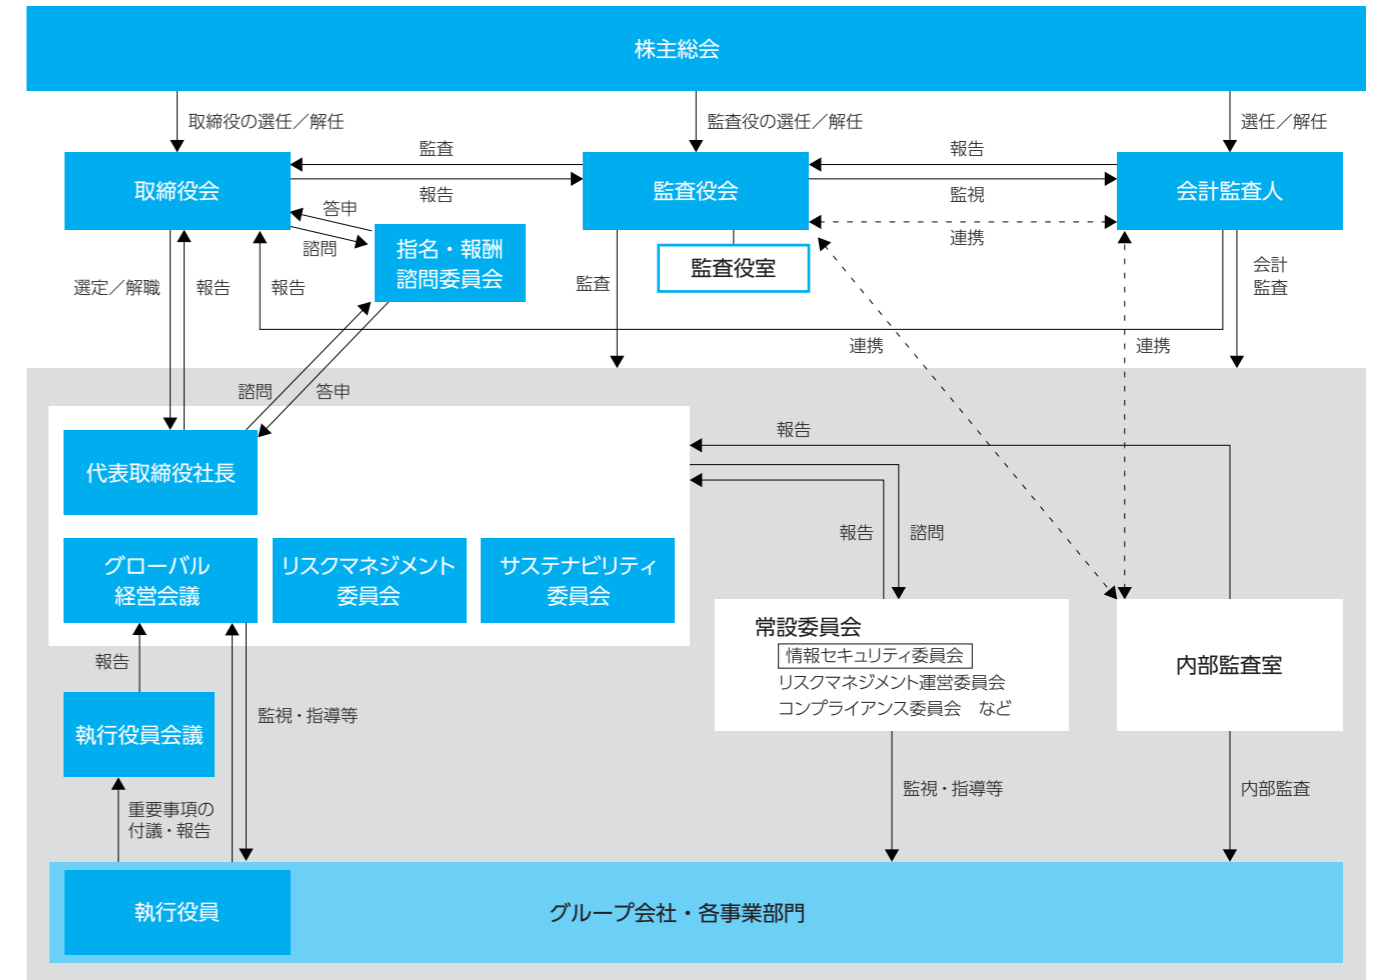 株主総会
取締役の選任／解任
監査役の選任／解任
選任／解任
取締役会
監査
報告
監査役会
報告
監視
連携
会計監査人
答申
諮問
指名・報酬
諮問委員会
監査役室
選定／解職
報告
報告
監査
会計
監査
連携
連携
諮問
答申
代表取締役社長
報告
グローバル
経営会議
リスクマネジメント
委員会
サステナビリティ
委員会
報告
諮問
常設委員会
情報セキュリティ委員会
リスクマネジメント運営委員会
コンプライアンス委員会　など
内部監査室
報告
執行役員会議
監視・指導等
重要事項の
付議・報告
監視・指導等
内部監査
執行役員
グループ会社・各事業部門